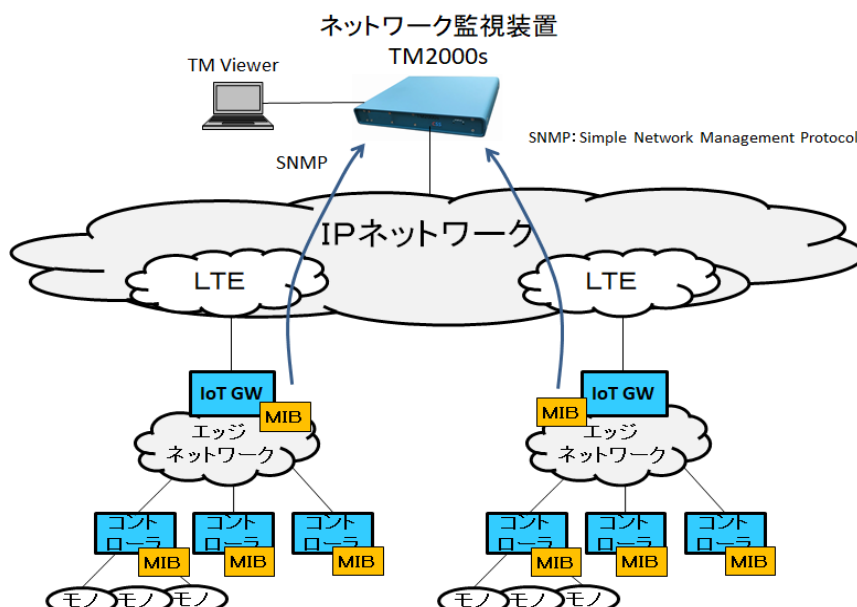 ネットワーク監視装置
TM2000s
TM Viewer
SNMP:Simple Network Management Protocol
SNMP
IPネットワーク
LTE
LTE
IoT GW
MIB
IoT GW
MIB
エッジ
ネットワーク
エッジ
ネットワーク
コント
ローラ
MIB
コント
ローラ
MIB
コント
ローラ
MIB
コント
ローラ
MIB
コント
ローラ
MIB
コント
ローラ
MIB
モノ
モノ
モノ
モノ
モノ
モノ